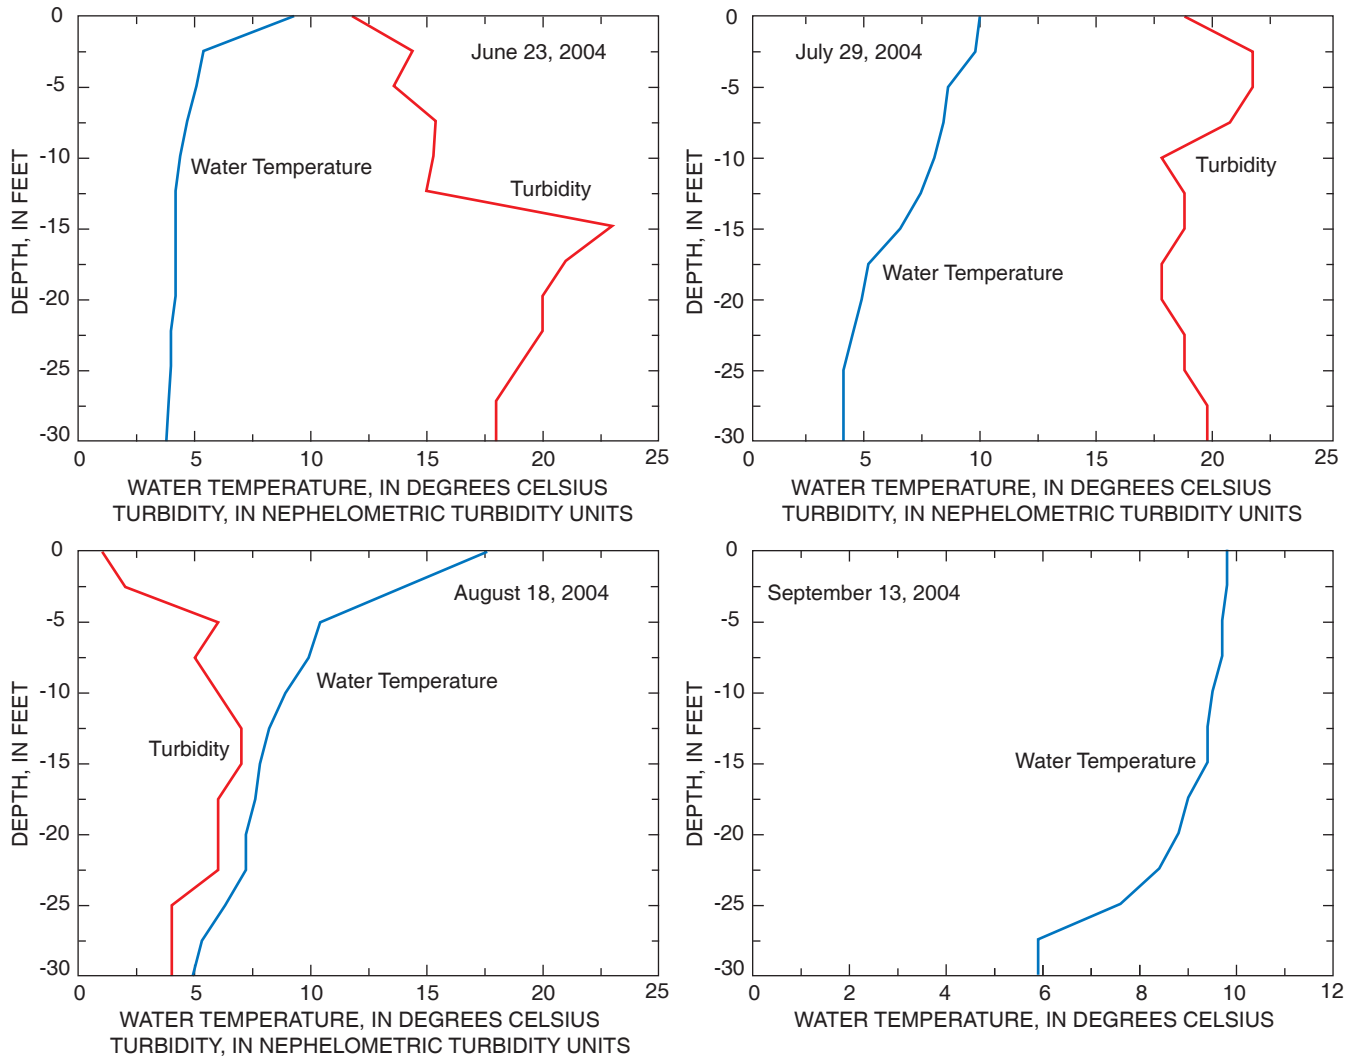 0
-5
-10
-15
-20
-25
-30
DEPTH, IN FEET
June 23, 2004
Water Temperature
Turbidity
0 5 10 15 20 25
WATER TEMPERATURE, IN DEGREES CELSIUS
TURBIDITY, IN NEPHELOMETRIC TURBIDITY UNITS
0
-5
-10
-15
-20
-25
-30
DEPTH, IN FEET
July 29, 2004
Turbidity
Water Temperature
0 5 10 15 20 25
WATER TEMPERATURE, IN DEGREES CELSIUS
TURBIDITY, IN NEPHELOMETRIC TURBIDITY UNITS
0
-5
-10
-15
-20
-25
-30
DEPTH, IN FEET
August 18, 2004
Water Temperature
Turbidity
0 5 10 15 20 25
WATER TEMPERATURE, IN DEGREES CELSIUS
TURBIDITY, IN NEPHELOMETRIC TURBIDITY UNITS
0
-5
-10
-15
-20
-25
-30
DEPTH, IN FEET
September 13, 2004
Water Temperature
0 2 4 6 8 10 12
WATER TEMPERATURE, IN DEGREES CELSIUS